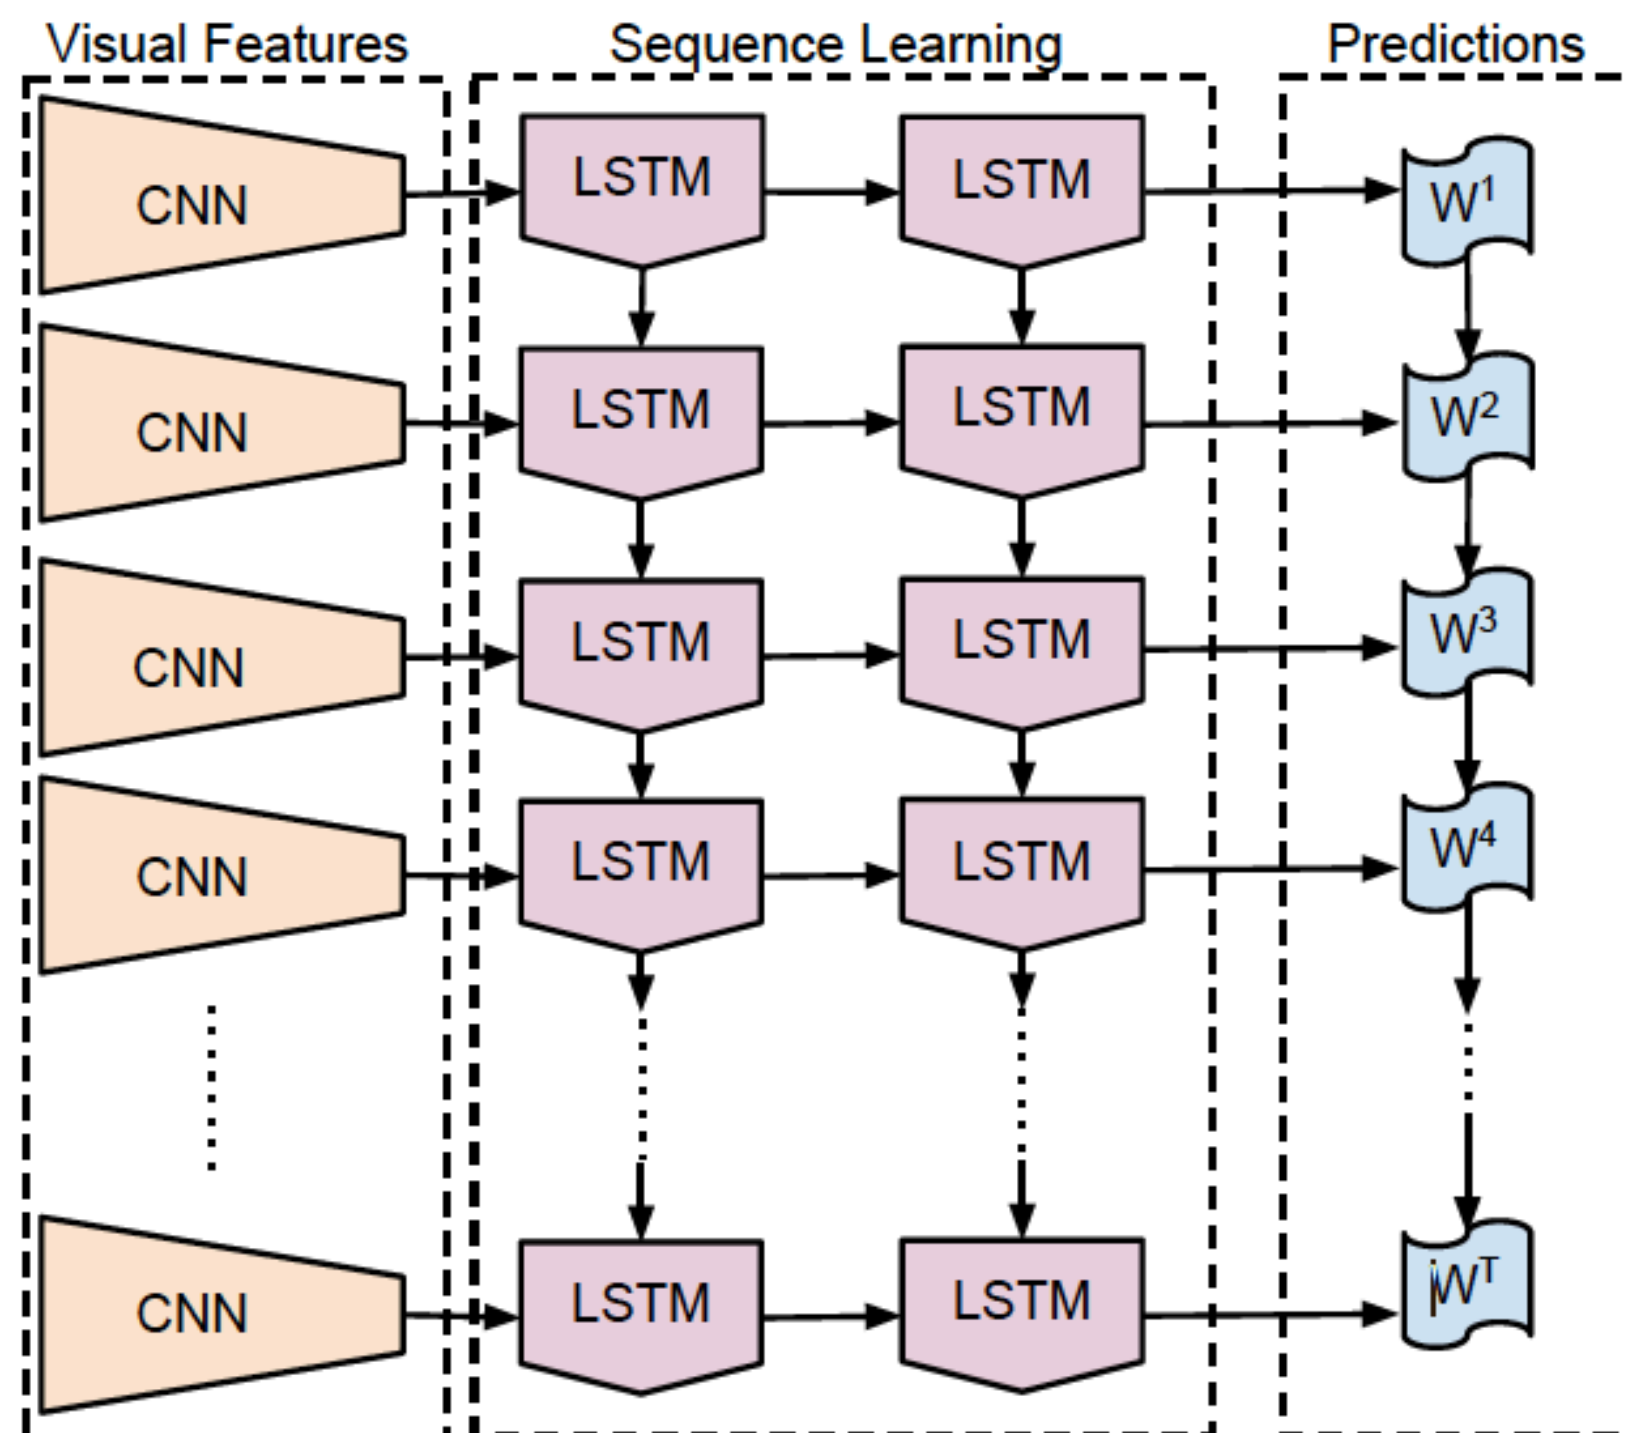 Visual Features Sequence Learning Predictions
CNN LSTM LSTM W¹
CNN LSTM LSTM W²
CNN LSTM LSTM W³
CNN LSTM LSTM W⁴
CNN LSTM LSTM Wᵀ